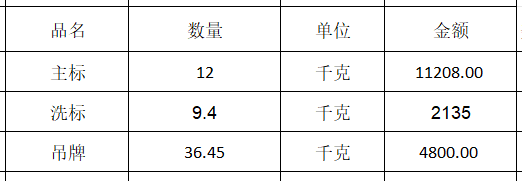 品名 数量 单位 金额
主标 12 千克 11208.00
洗标 9.4 千克 2135
吊牌 36.45 千克 4800.00